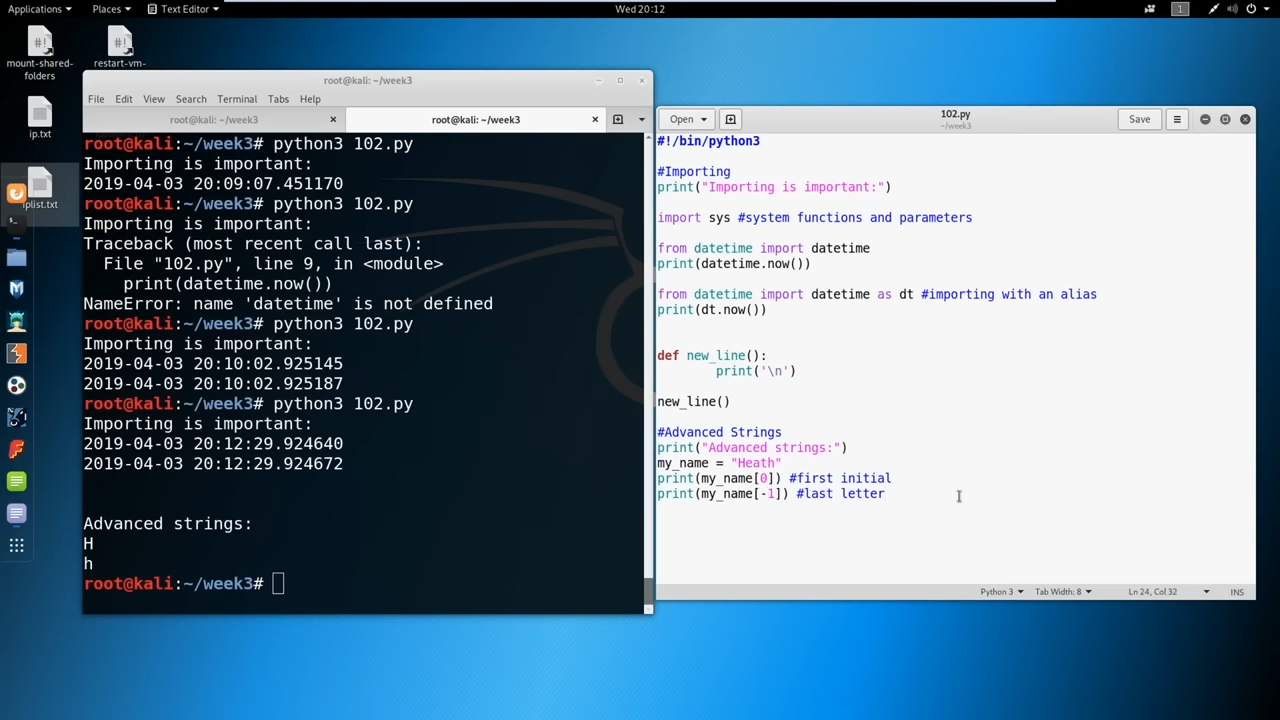 Applications
Places
Text Editor
Wed 20:12
1
mount-shared-
folders
restart-vm-
ip.txt
iplist.txt
root@kali: ~/week3
File Edit View Search Terminal Tabs Help
root@kali: ~/week3
root@kali: ~/week3
root@kali:~/week3# python3 102.py
Importing is important:
2019-04-03 20:09:07.451170
root@kali:~/week3# python3 102.py
Importing is important:
Traceback (most recent call last):
  File "102.py", line 9, in <module>
    print(datetime.now())
NameError: name 'datetime' is not defined
root@kali:~/week3# python3 102.py
Importing is important:
2019-04-03 20:10:02.925145
2019-04-03 20:10:02.925187
root@kali:~/week3# python3 102.py
Importing is important:
2019-04-03 20:12:29.924640
2019-04-03 20:12:29.924672
Advanced strings:
H
h
root@kali:~/week3#
Open
102.py
~/week3
Save
#!/bin/python3
#Importing
print("Importing is important:")
import sys #system functions and parameters
from datetime import datetime
print(datetime.now())
from datetime import datetime as dt #importing with an alias
print(dt.now())
def new_line():
        print('\n')
new_line()
#Advanced Strings
print("Advanced strings:")
my_name = "Heath"
print(my_name[0]) #first initial
print(my_name[-1]) #last letter
Python 3
Tab Width: 8
Ln 24, Col 32
INS